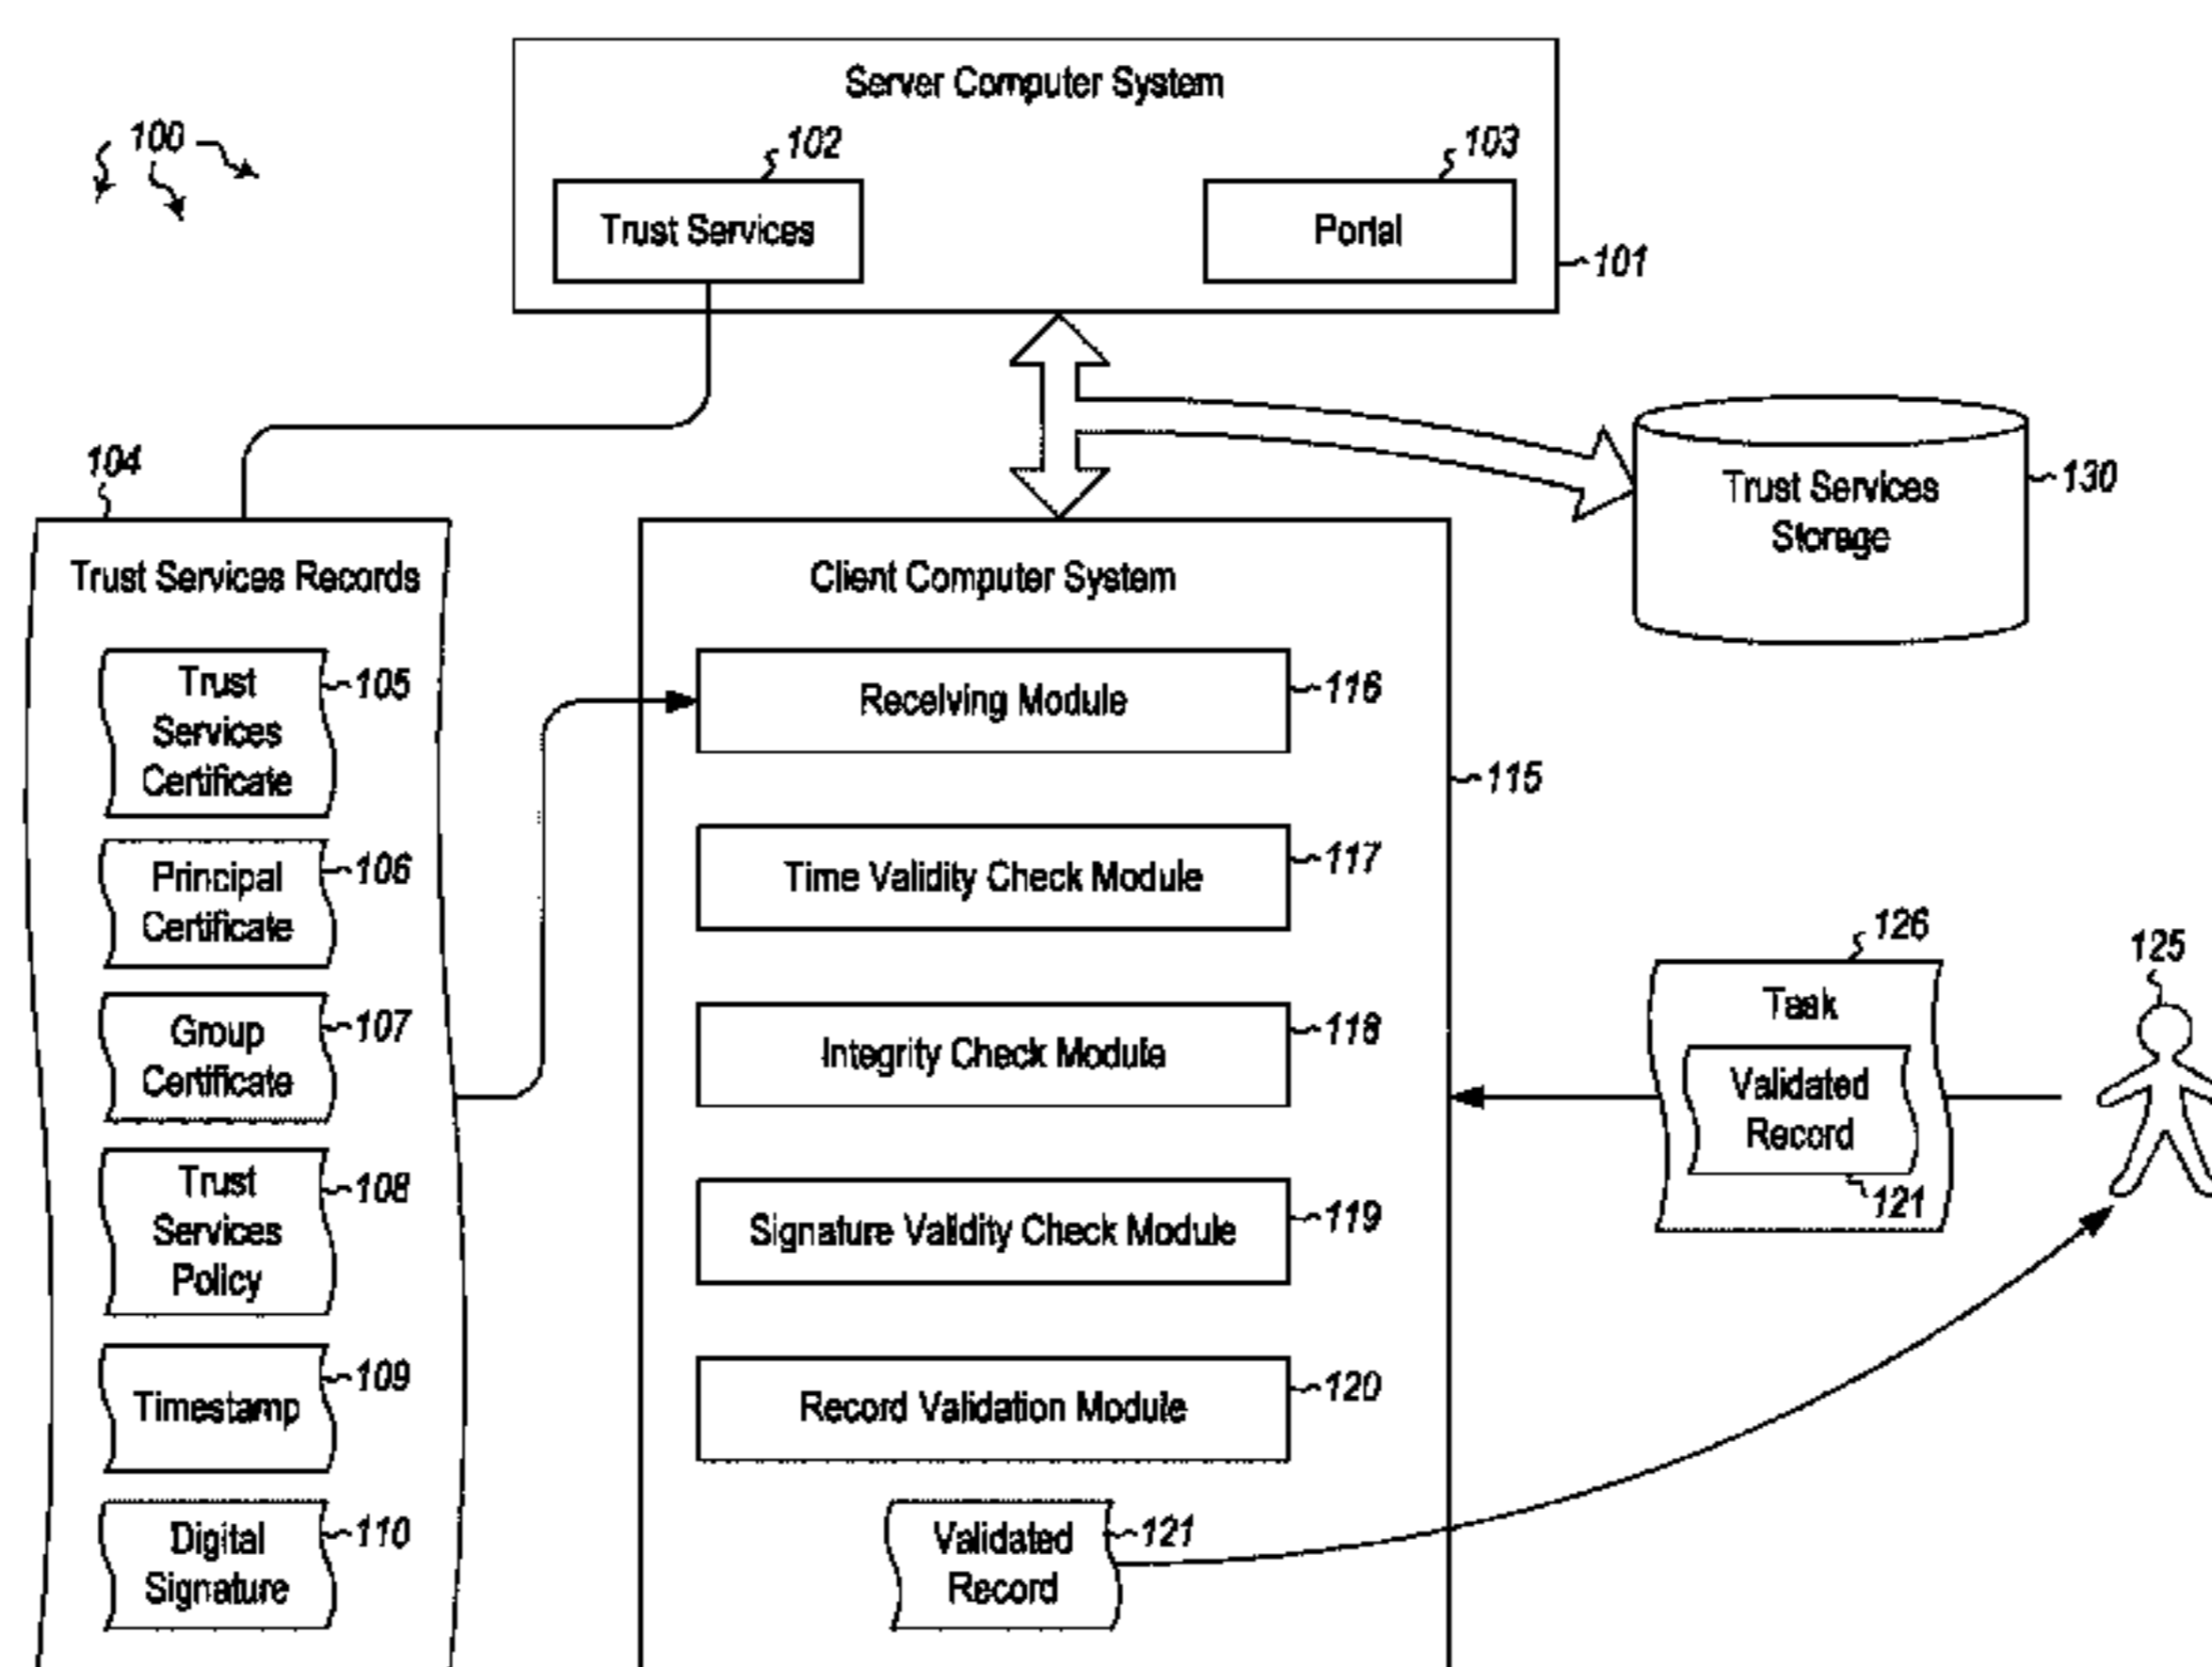 Server Computer System
100
102
103
Trust Services
Portal
101
104
130
Trust Services
Storage
Trust Services Records
Client Computer System
Trust
Services
Certificate
105
Receiving Module
116
115
Principal
Certificate
106
Time Validity Check Module
117
126
125
Task
Group
Certificate
107
Integrity Check Module
118
Validated
Record
121
Trust
Services
Policy
108
Signature Validity Check Module
119
Timestamp
109
Record Validation Module
120
Digital
Signature
110
Validated
Record
121